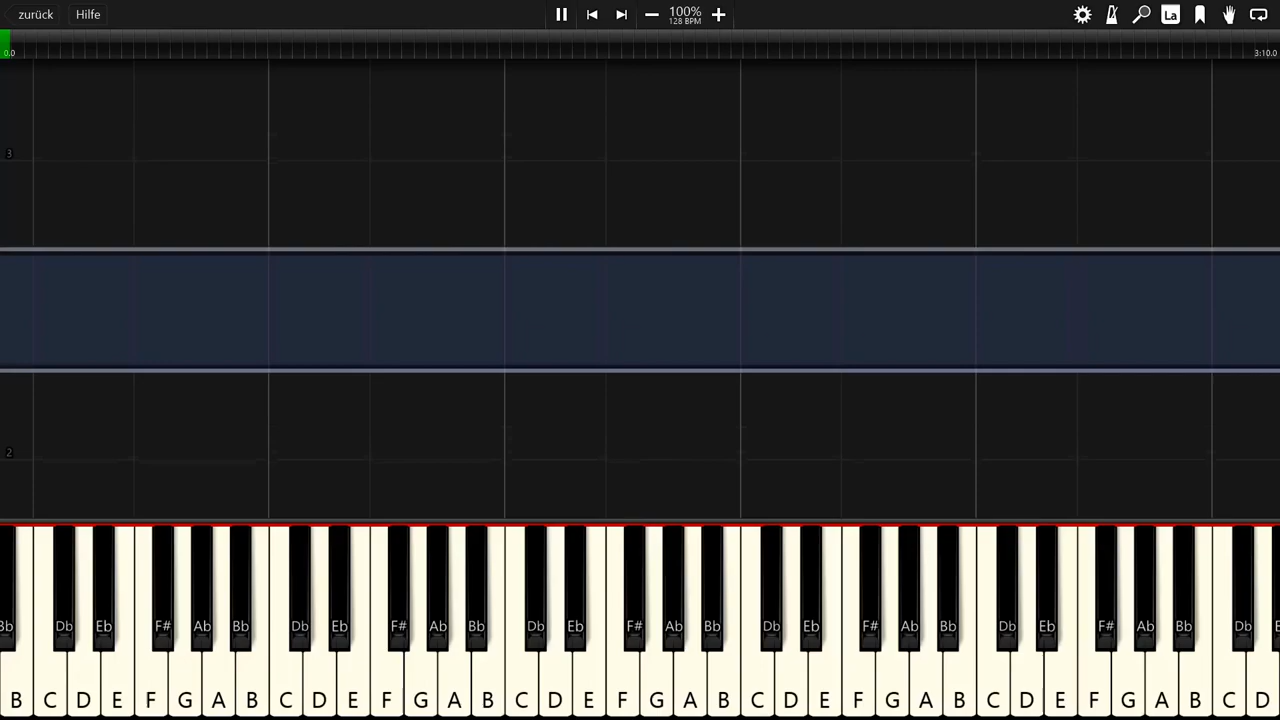 zurück Hilfe 100% La
128 BPM
0.0 3:10.0
3
2
Bb Db Eb F# Ab Bb Db Eb F# Ab Bb Db Eb F# Ab Bb Db Eb F# Ab Bb Db Eb F# Ab Bb Db
B C D E F G A B C D E F G A B C D E F G A B C D E F G A B C D E F G A B C D